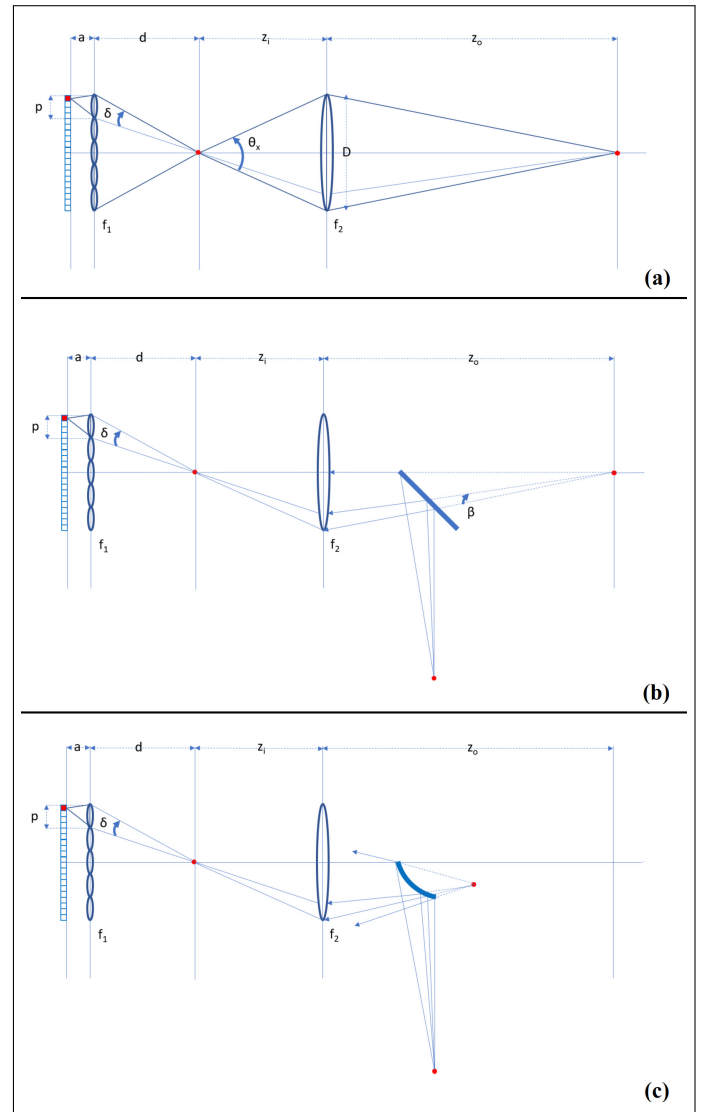 a d zᵢ zₒ
p δ θₓ D
f₁ f₂
(a)
a d zᵢ zₒ
p δ β
f₁ f₂
(b)
a d zᵢ zₒ
p δ
f₁ f₂
(c)